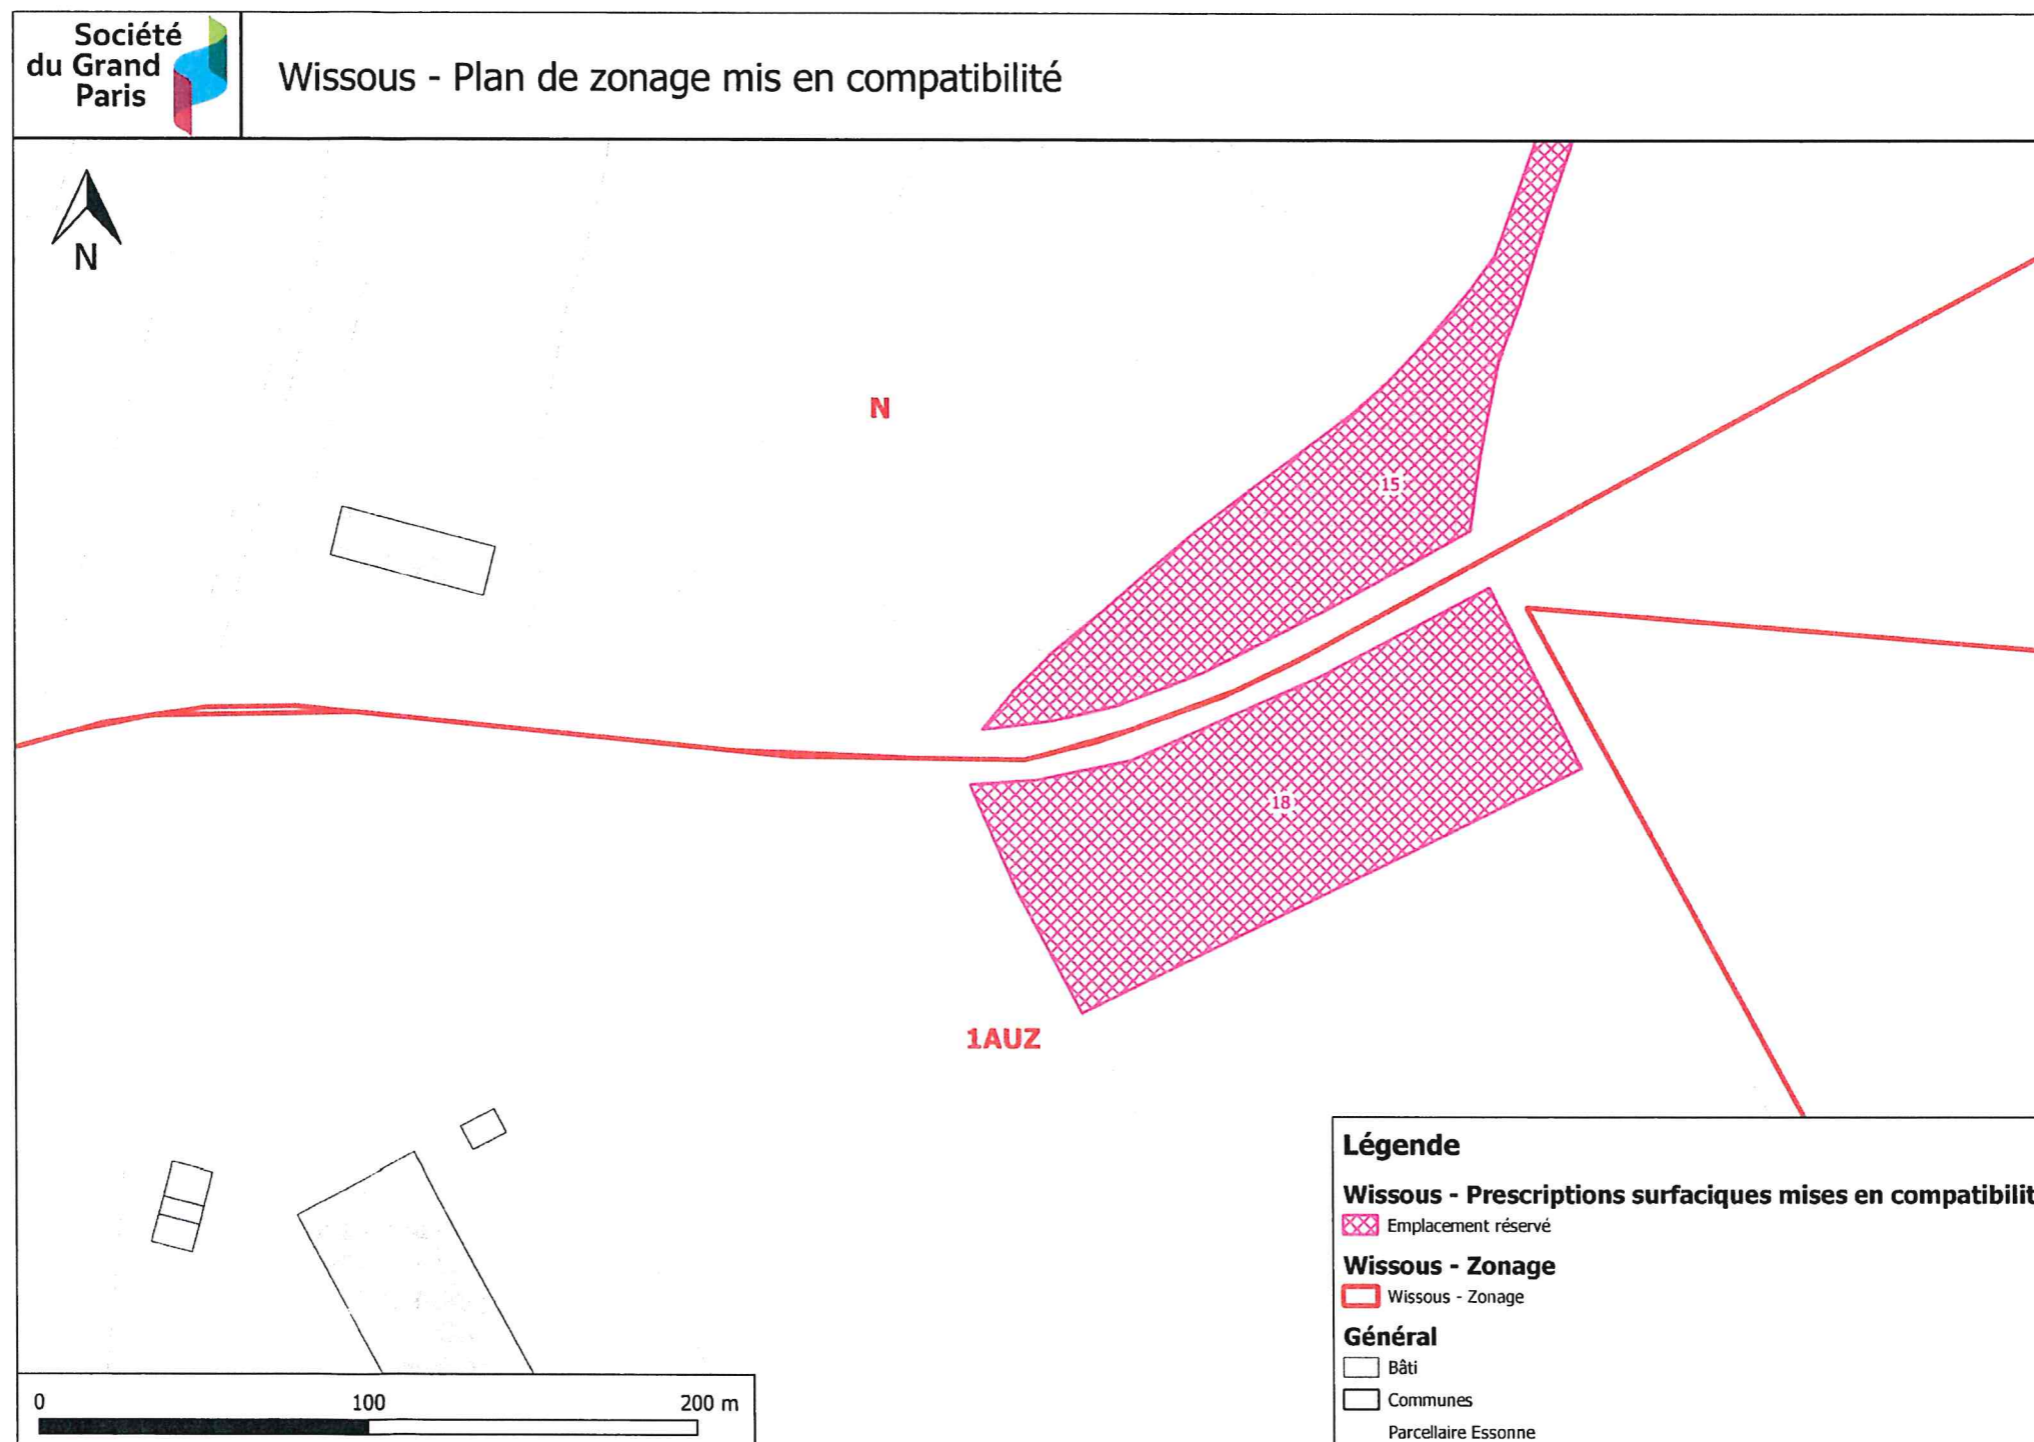 Société
du Grand
Paris
Wissous - Plan de zonage mis en compatibilité
N
N
15
18
1AUZ
Légende
Wissous - Prescriptions surfaciques mises en compatibilit
Emplacement réservé
Wissous - Zonage
Wissous - Zonage
Général
Bâti
Communes
Parcellaire Essonne
0 100 200 m